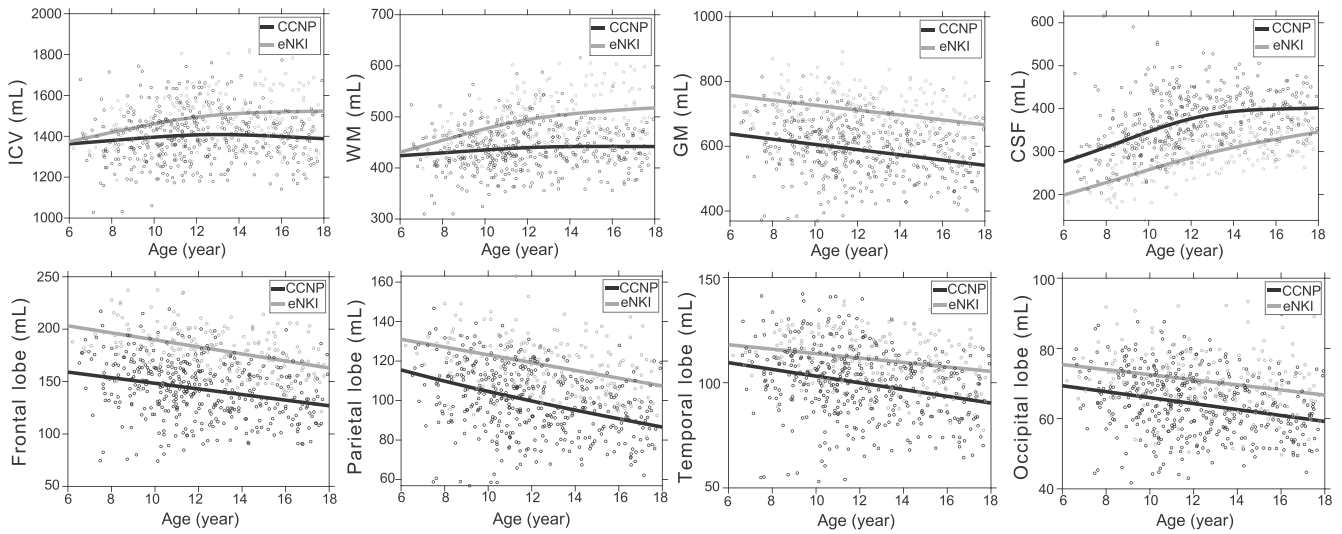 2000
1800
1600
1400
1200
1000
ICV (mL)
CCNP
eNKI
6 8 10 12 14 16 18
Age (year)
700
600
500
400
300
WM (mL)
CCNP
eNKI
6 8 10 12 14 16 18
Age (year)
1000
800
600
400
GM (mL)
CCNP
eNKI
6 8 10 12 14 16 18
Age (year)
600
500
400
300
200
CSF (mL)
CCNP
eNKI
6 8 10 12 14 16 18
Age (year)
250
200
150
100
50
Frontal lobe (mL)
CCNP
eNKI
6 8 10 12 14 16 18
Age (year)
160
140
120
100
80
60
Parietal lobe (mL)
CCNP
eNKI
6 8 10 12 14 16 18
Age (year)
150
100
50
Temporal lobe (mL)
CCNP
eNKI
6 8 10 12 14 16 18
Age (year)
100
80
60
40
Occipital lobe (mL)
CCNP
eNKI
6 8 10 12 14 16 18
Age (year)